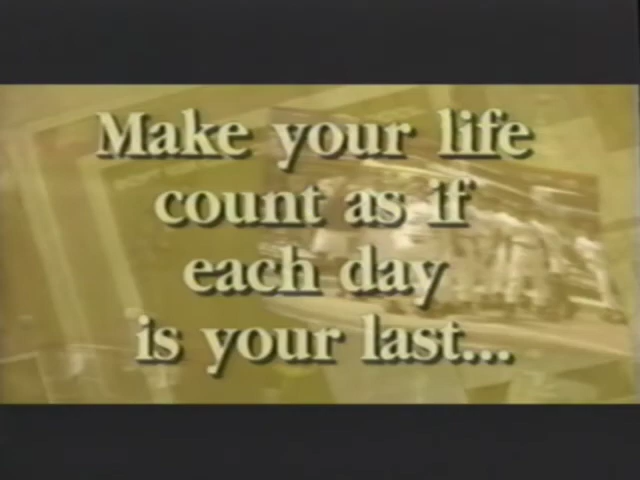 Make your life
count as if
each day
is your last...